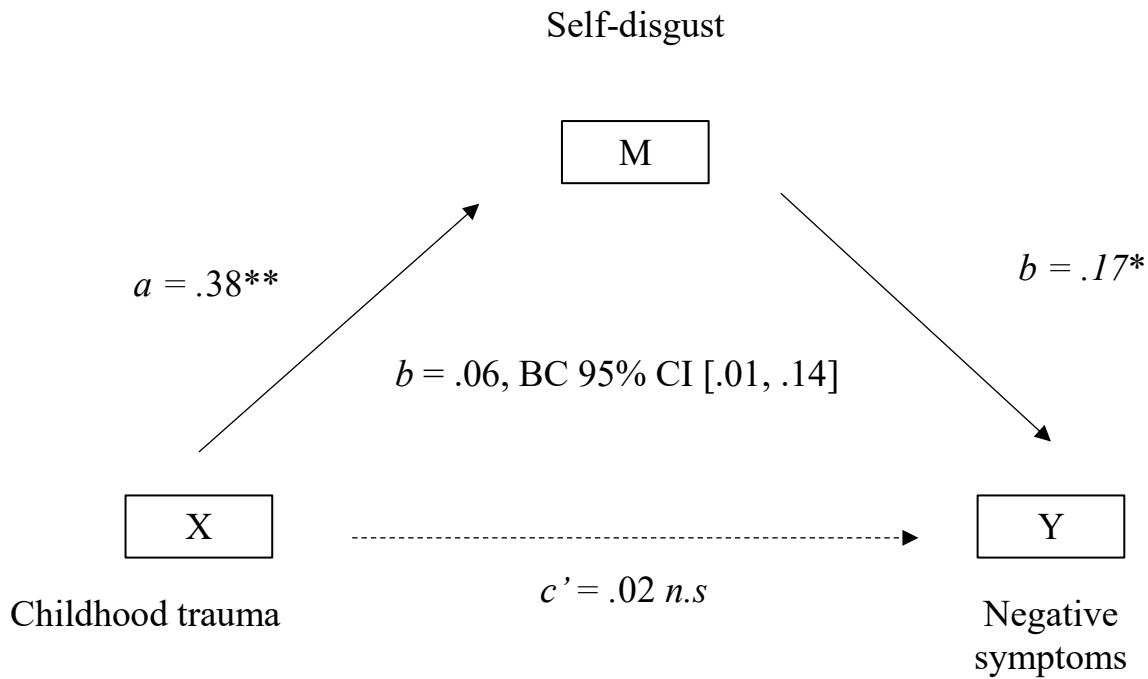 Self-disgust
M
a = .38**
b = .17*
b = .06, BC 95% CI [.01, .14]
X
Y
c’ = .02 n.s
Childhood trauma
Negative
symptoms